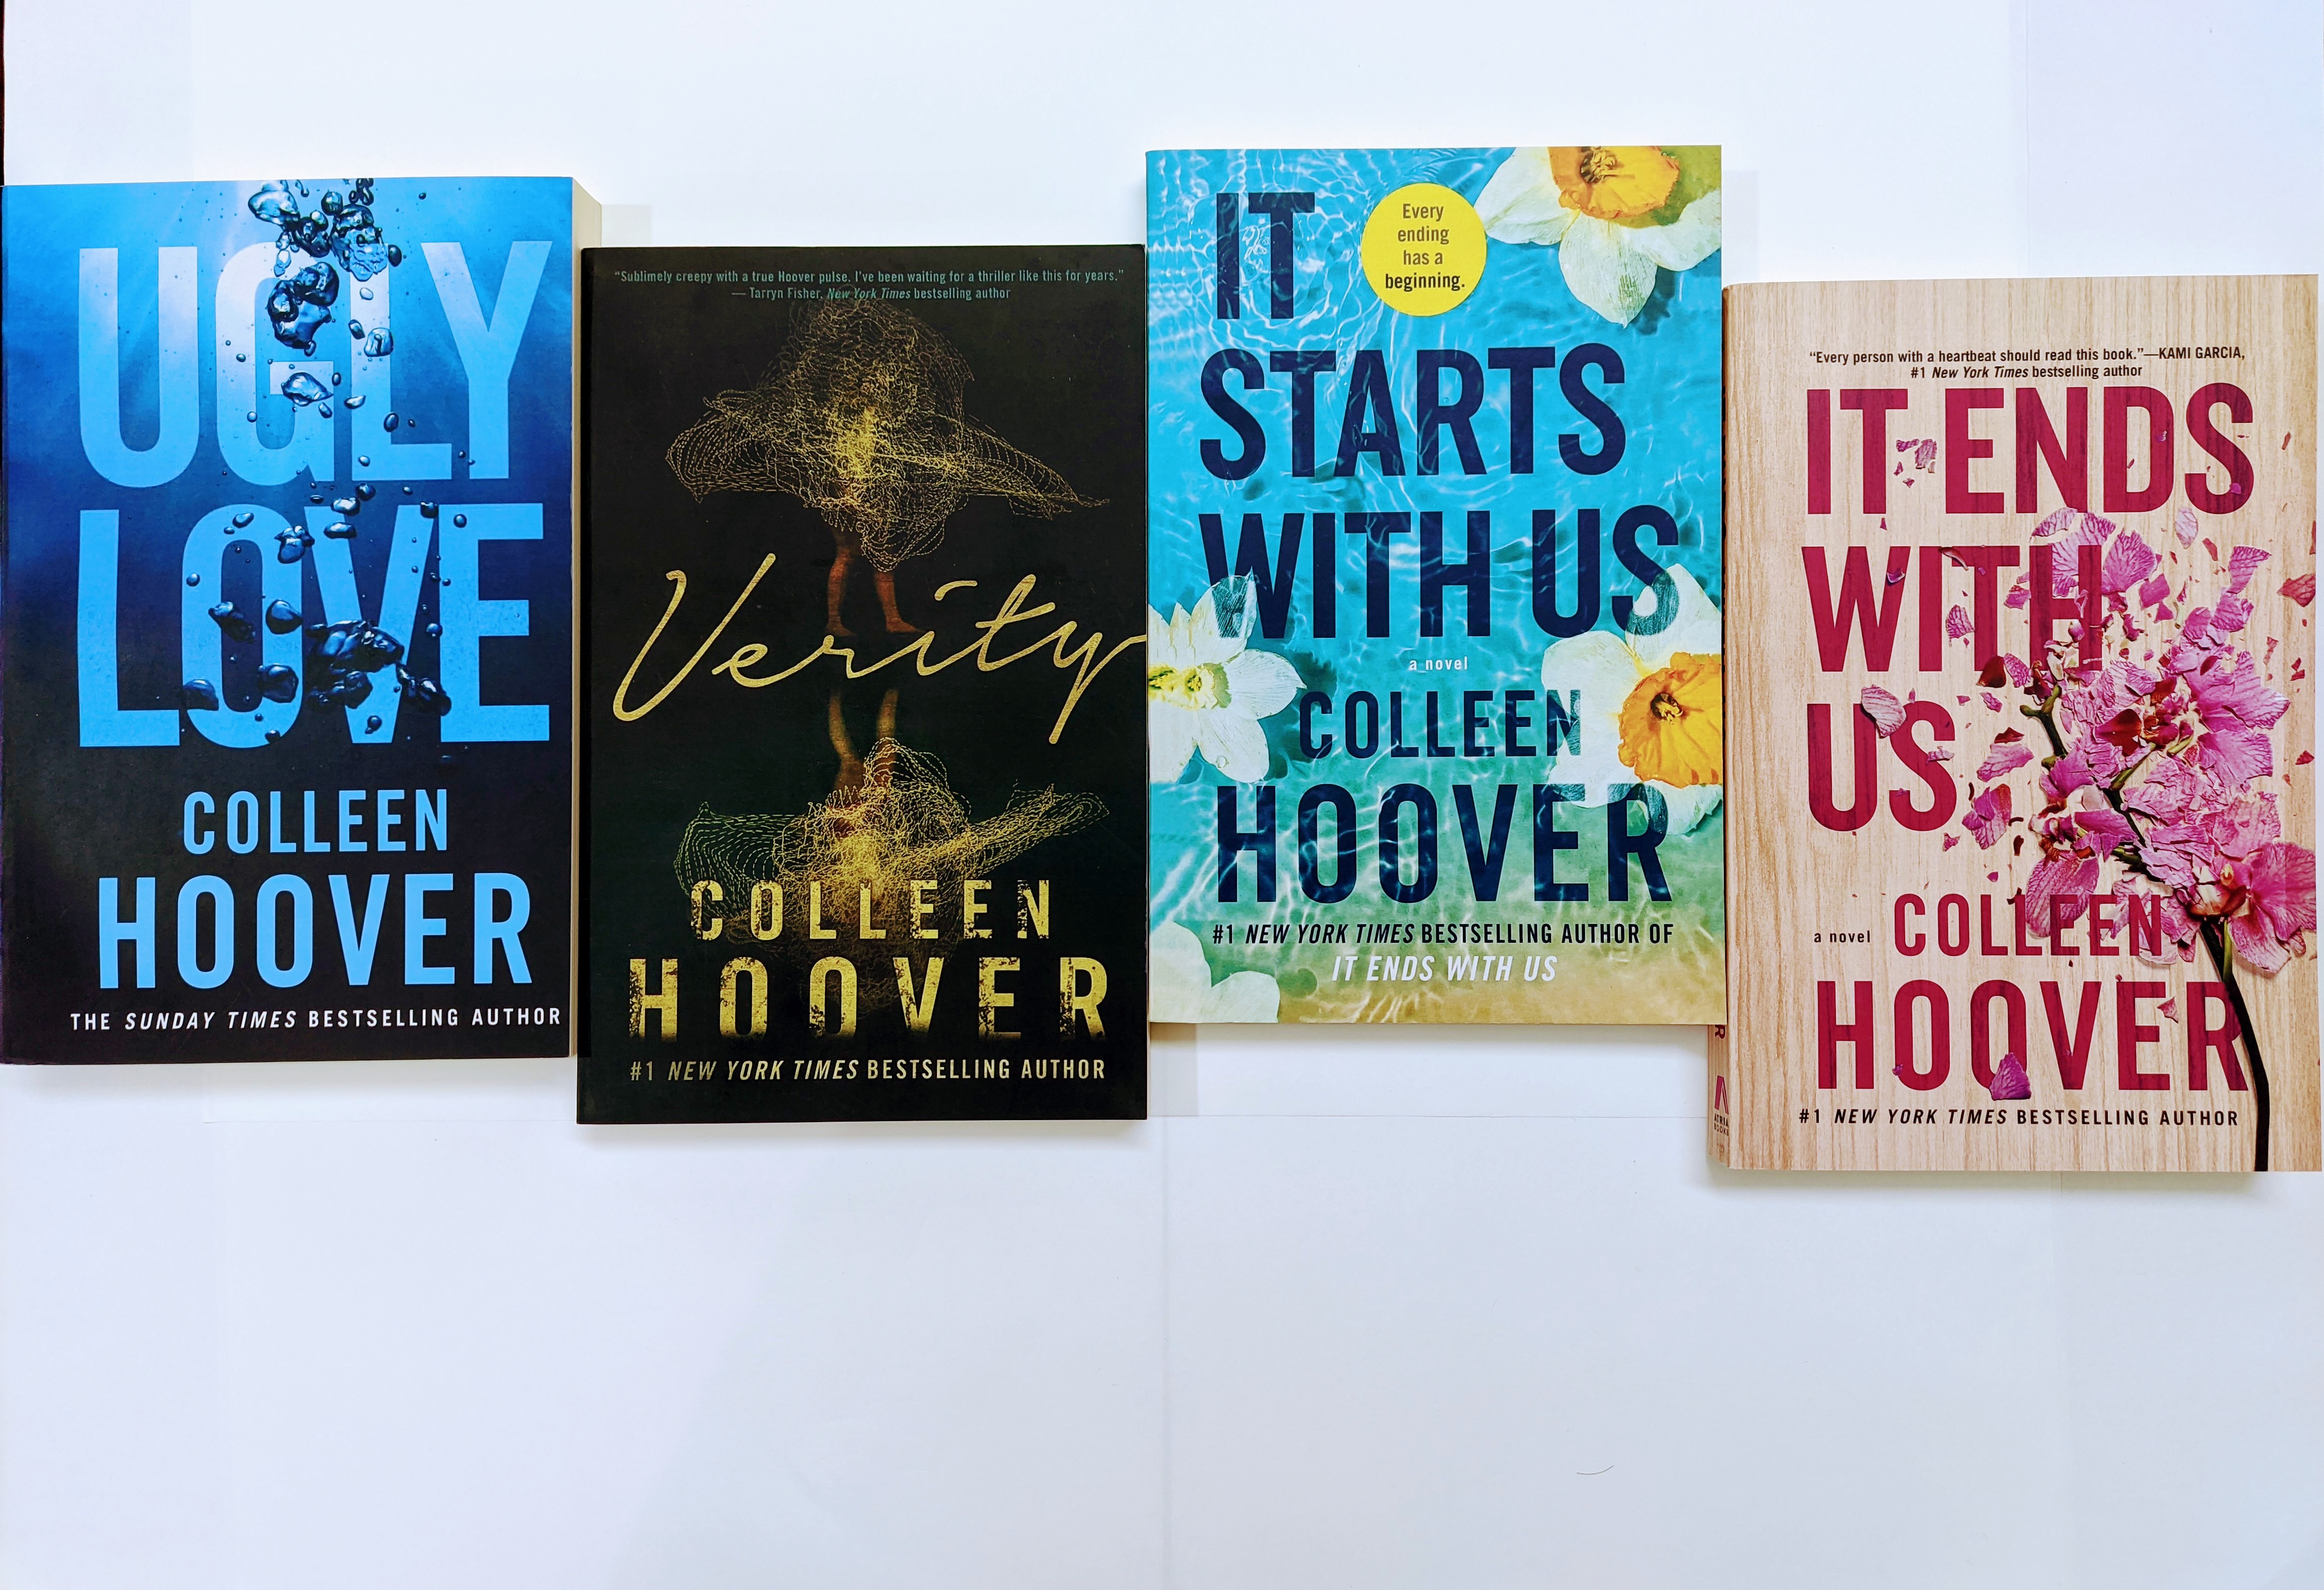 UGLY
LOVE
COLLEEN
HOOVER
THE SUNDAY TIMES BESTSELLING AUTHOR
“Sublimely creepy with a true Hoover pulse. I've been waiting for a thriller like this for years.”
— Tarryn Fisher, New York Times bestselling author
Verity
COLLEEN
HOOVER
#1 NEW YORK TIMES BESTSELLING AUTHOR
IT
Every
ending
has a
beginning.
STARTS
WITH US
a novel
COLLEEN
HOOVER
#1 NEW YORK TIMES BESTSELLING AUTHOR OF
IT ENDS WITH US
“Every person with a heartbeat should read this book.”—KAMI GARCIA,
#1 New York Times bestselling author
IT ENDS
WITH
US
a novel COLLEEN
HOOVER
#1 NEW YORK TIMES BESTSELLING AUTHOR
R
ATRIA
BOOKS